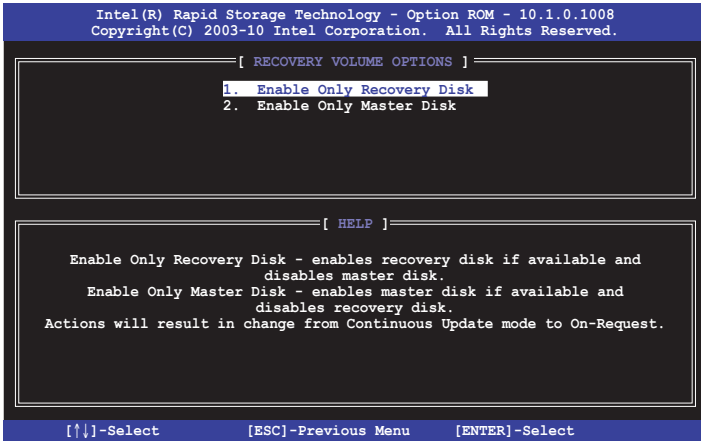 Intel(R) Rapid Storage Technology - Option ROM - 10.1.0.1008
Copyright(C) 2003-10 Intel Corporation. All Rights Reserved.
[ RECOVERY VOLUME OPTIONS ]
1. Enable Only Recovery Disk
2. Enable Only Master Disk
[ HELP ]
Enable Only Recovery Disk - enables recovery disk if available and
disables master disk.
Enable Only Master Disk - enables master disk if available and
disables recovery disk.
Actions will result in change from Continuous Update mode to On-Request.
[↑↓]-Select [ESC]-Previous Menu [ENTER]-Select